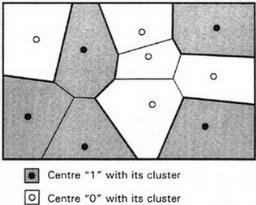 Centre "1" with its cluster
Centre "0" with its cluster